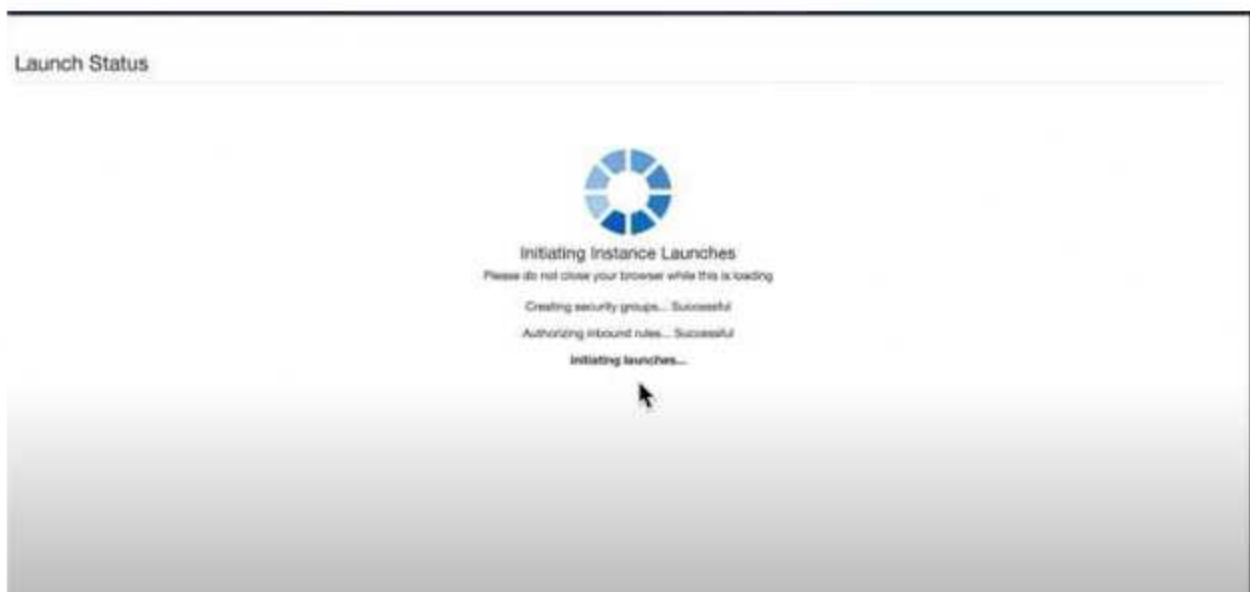 Launch Status
Initiating Instance Launches
Please do not close your browser while this is loading
Creating security groups... Successful
Authorizing inbound rules... Successful
Initiating launches...